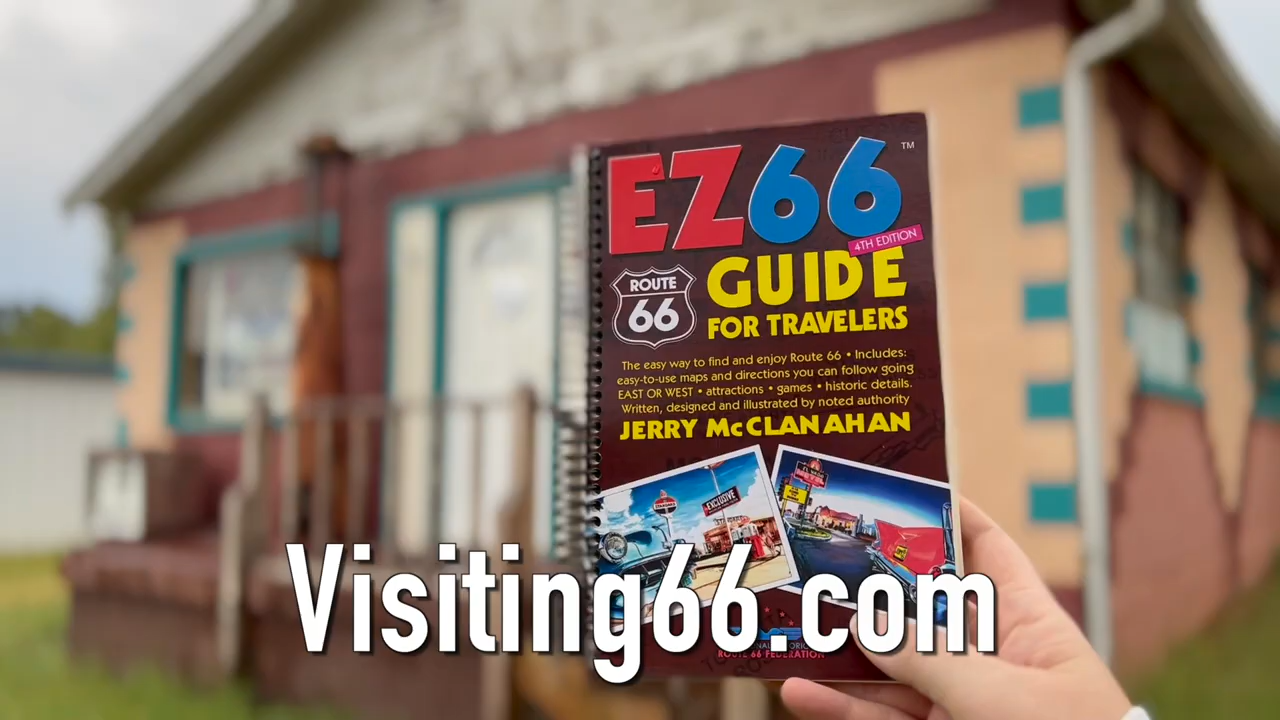 EZ66
TM
4TH EDITION
GUIDE
ROUTE
66
FOR TRAVELERS
The easy way to find and enjoy Route 66 • Includes:
easy-to-use maps and directions you can follow going
EAST OR WEST • attractions • games • historic details.
Written, designed and illustrated by noted authority
JERRY McCLANAHAN
EXCLUSIVE
Visiting66.com
ROUTE 66 FEDERATION